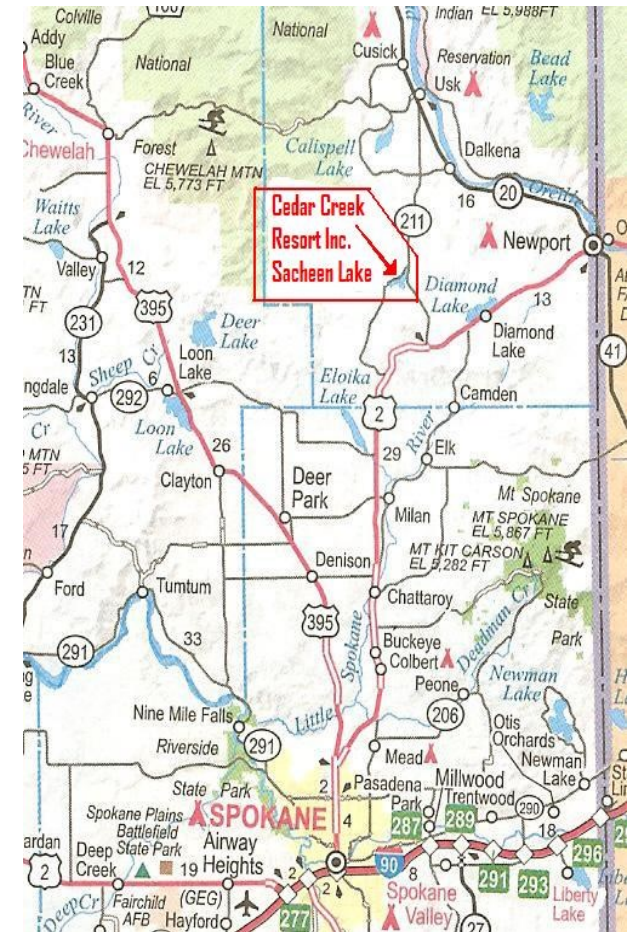 Colville
Addy
Blue
Creek
National
National
Indian EL 5,988FT
Cusick
Reservation
Usk
Bead
Lake
River
Chewelah
Forest
CHEWELAH MTN
EL 5,773 FT
Calispell
Lake
Dalkena
16
20
Waitts
Lake
Valley
12
Cedar Creek
Resort Inc.
Sacheen Lake
211
Newport
Diamond
Lake
13
Diamond
Lake
395
231
13
Deer
Lake
Sheep Cr
Loon
Lake
6
292
Loon
Lake
Eloika
Lake
2
Camden
41
26
Clayton
29
River
Elk
Deer
Park
Milan
Mt Spokane
MT SPOKANE
EL 5,867 FT
MT KIT CARSON
EL 5,282 FT
State
Park
17
Ford
Tumtum
Denison
Chattaroy
395
291
33
Little Spokane
Buckeye
Colbert
Deadman Cr
Peone
206
Newman
Lake
Nine Mile Falls
291
Riverside
State Park
Otis
Orchards
Newman
Lake
Mead
2
4
Pasadena
Park
Millwood
Trentwood
290
18
287
289
SPOKANE
Spokane Plains
Battlefield
State Park
Airway
Heights
2
Deep
Creek
19
2
2
90
8
291
293
296
Fairchild
AFB
(GEG)
Hayford
277
Spokane
Valley
27
Liberty
Lake
Deep Cr